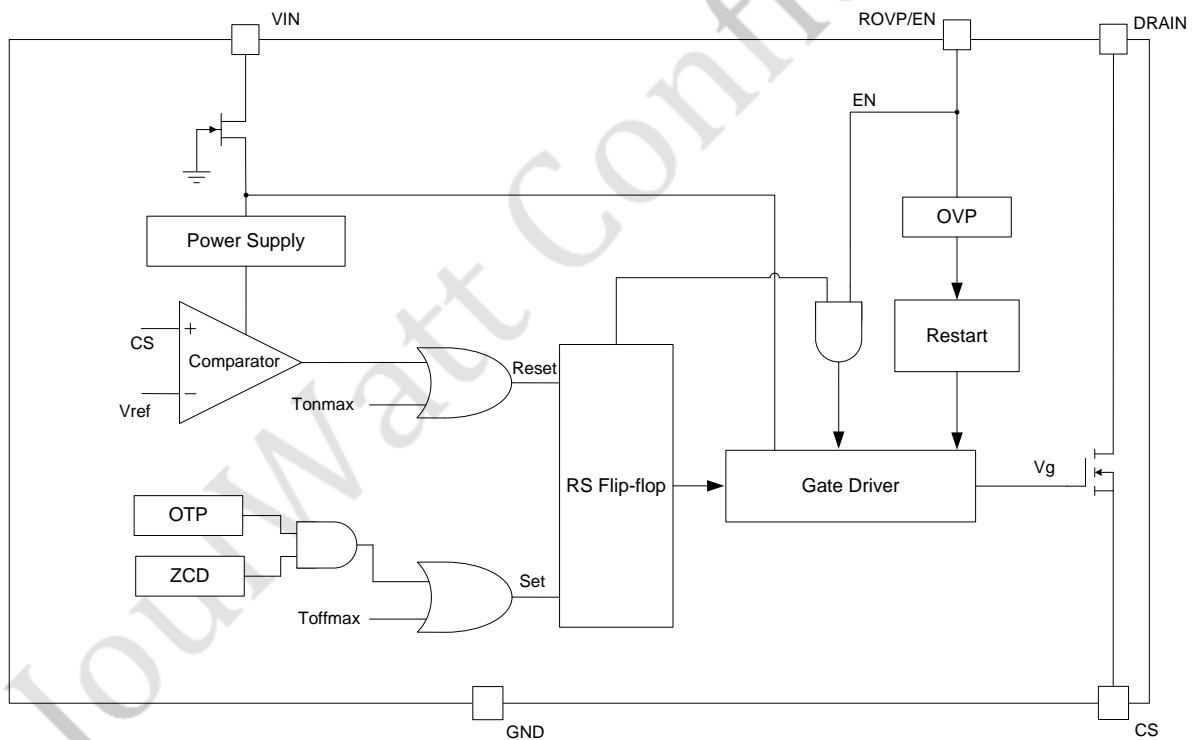 VIN
ROVP/EN
DRAIN
EN
OVP
Power Supply
Restart
CS
Comparator
Vref
Reset
Tonmax
RS Flip-flop
Gate Driver
Vg
OTP
ZCD
Set
Toffmax
GND
CS
JoulWatt Confi